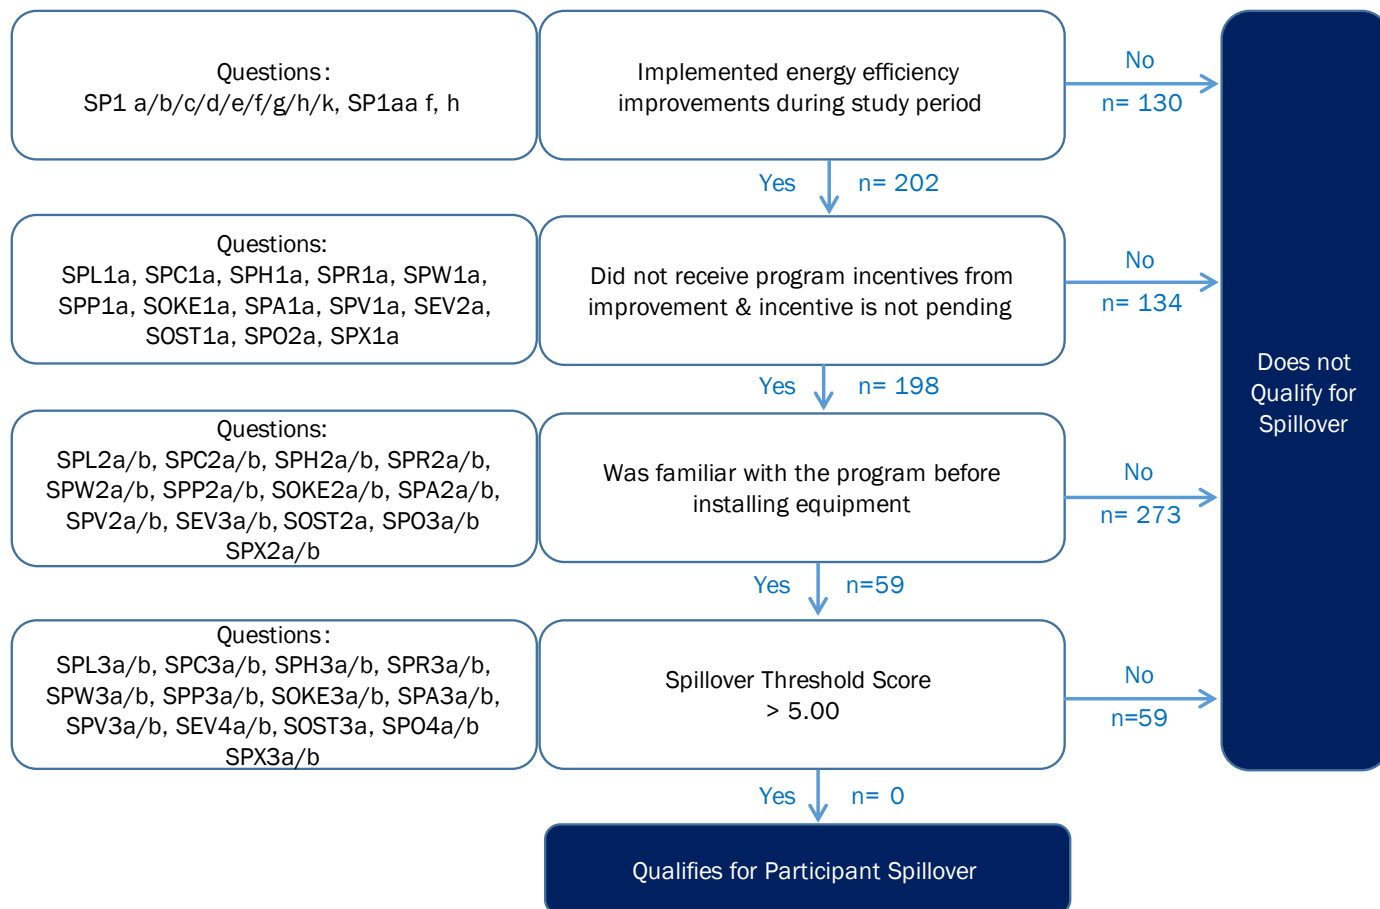 Questions:
SP1 a/b/c/d/e/f/g/h/k, SP1aa f, h
Implemented energy efficiency
improvements during study period
No
n= 130
Yes n= 202
Questions:
SPL1a, SPC1a, SPH1a, SPR1a, SPW1a,
SPP1a, SOKE1a, SPA1a, SPV1a, SEV2a,
SOST1a, SPO2a, SPX1a
Did not receive program incentives from
improvement & incentive is not pending
No
n= 134
Yes n= 198
Questions:
SPL2a/b, SPC2a/b, SPH2a/b, SPR2a/b,
SPW2a/b, SPP2a/b, SOKE2a/b, SPA2a/b,
SPV2a/b, SEV3a/b, SOST2a, SPO3a/b
SPX2a/b
Was familiar with the program before
installing equipment
No
n= 273
Yes n=59
Questions:
SPL3a/b, SPC3a/b, SPH3a/b, SPR3a/b,
SPW3a/b, SPP3a/b, SOKE3a/b, SPA3a/b,
SPV3a/b, SEV4a/b, SOST3a, SPO4a/b
SPX3a/b
Spillover Threshold Score
> 5.00
No
n=59
Yes n= 0
Qualifies for Participant Spillover
Does not
Qualify for
Spillover